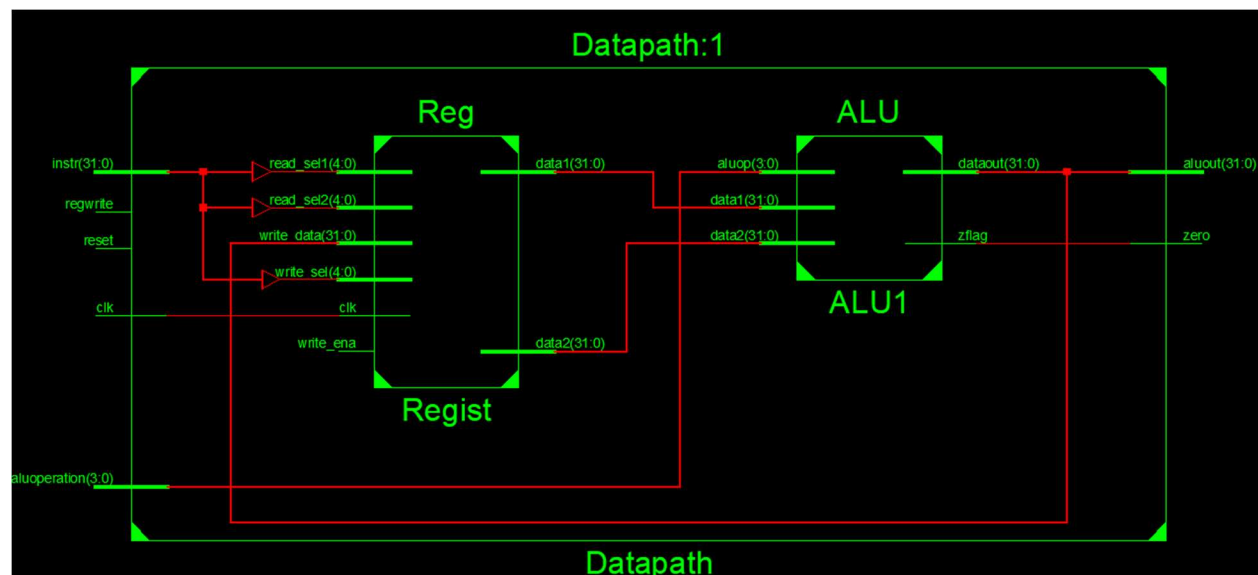 Datapath:1
Reg
ALU
instr(31:0)
read_sel1(4:0)
data1(31:0)
aluop(3:0)
dataout(31:0)
aluout(31:0)
regwrite
read_sel2(4:0)
data1(31:0)
reset
write_data(31:0)
data2(31:0)
zflag
zero
write_sel(4:0)
ALU1
clk
clk
write_ena
data2(31:0)
Regist
aluoperation(3:0)
Datapath